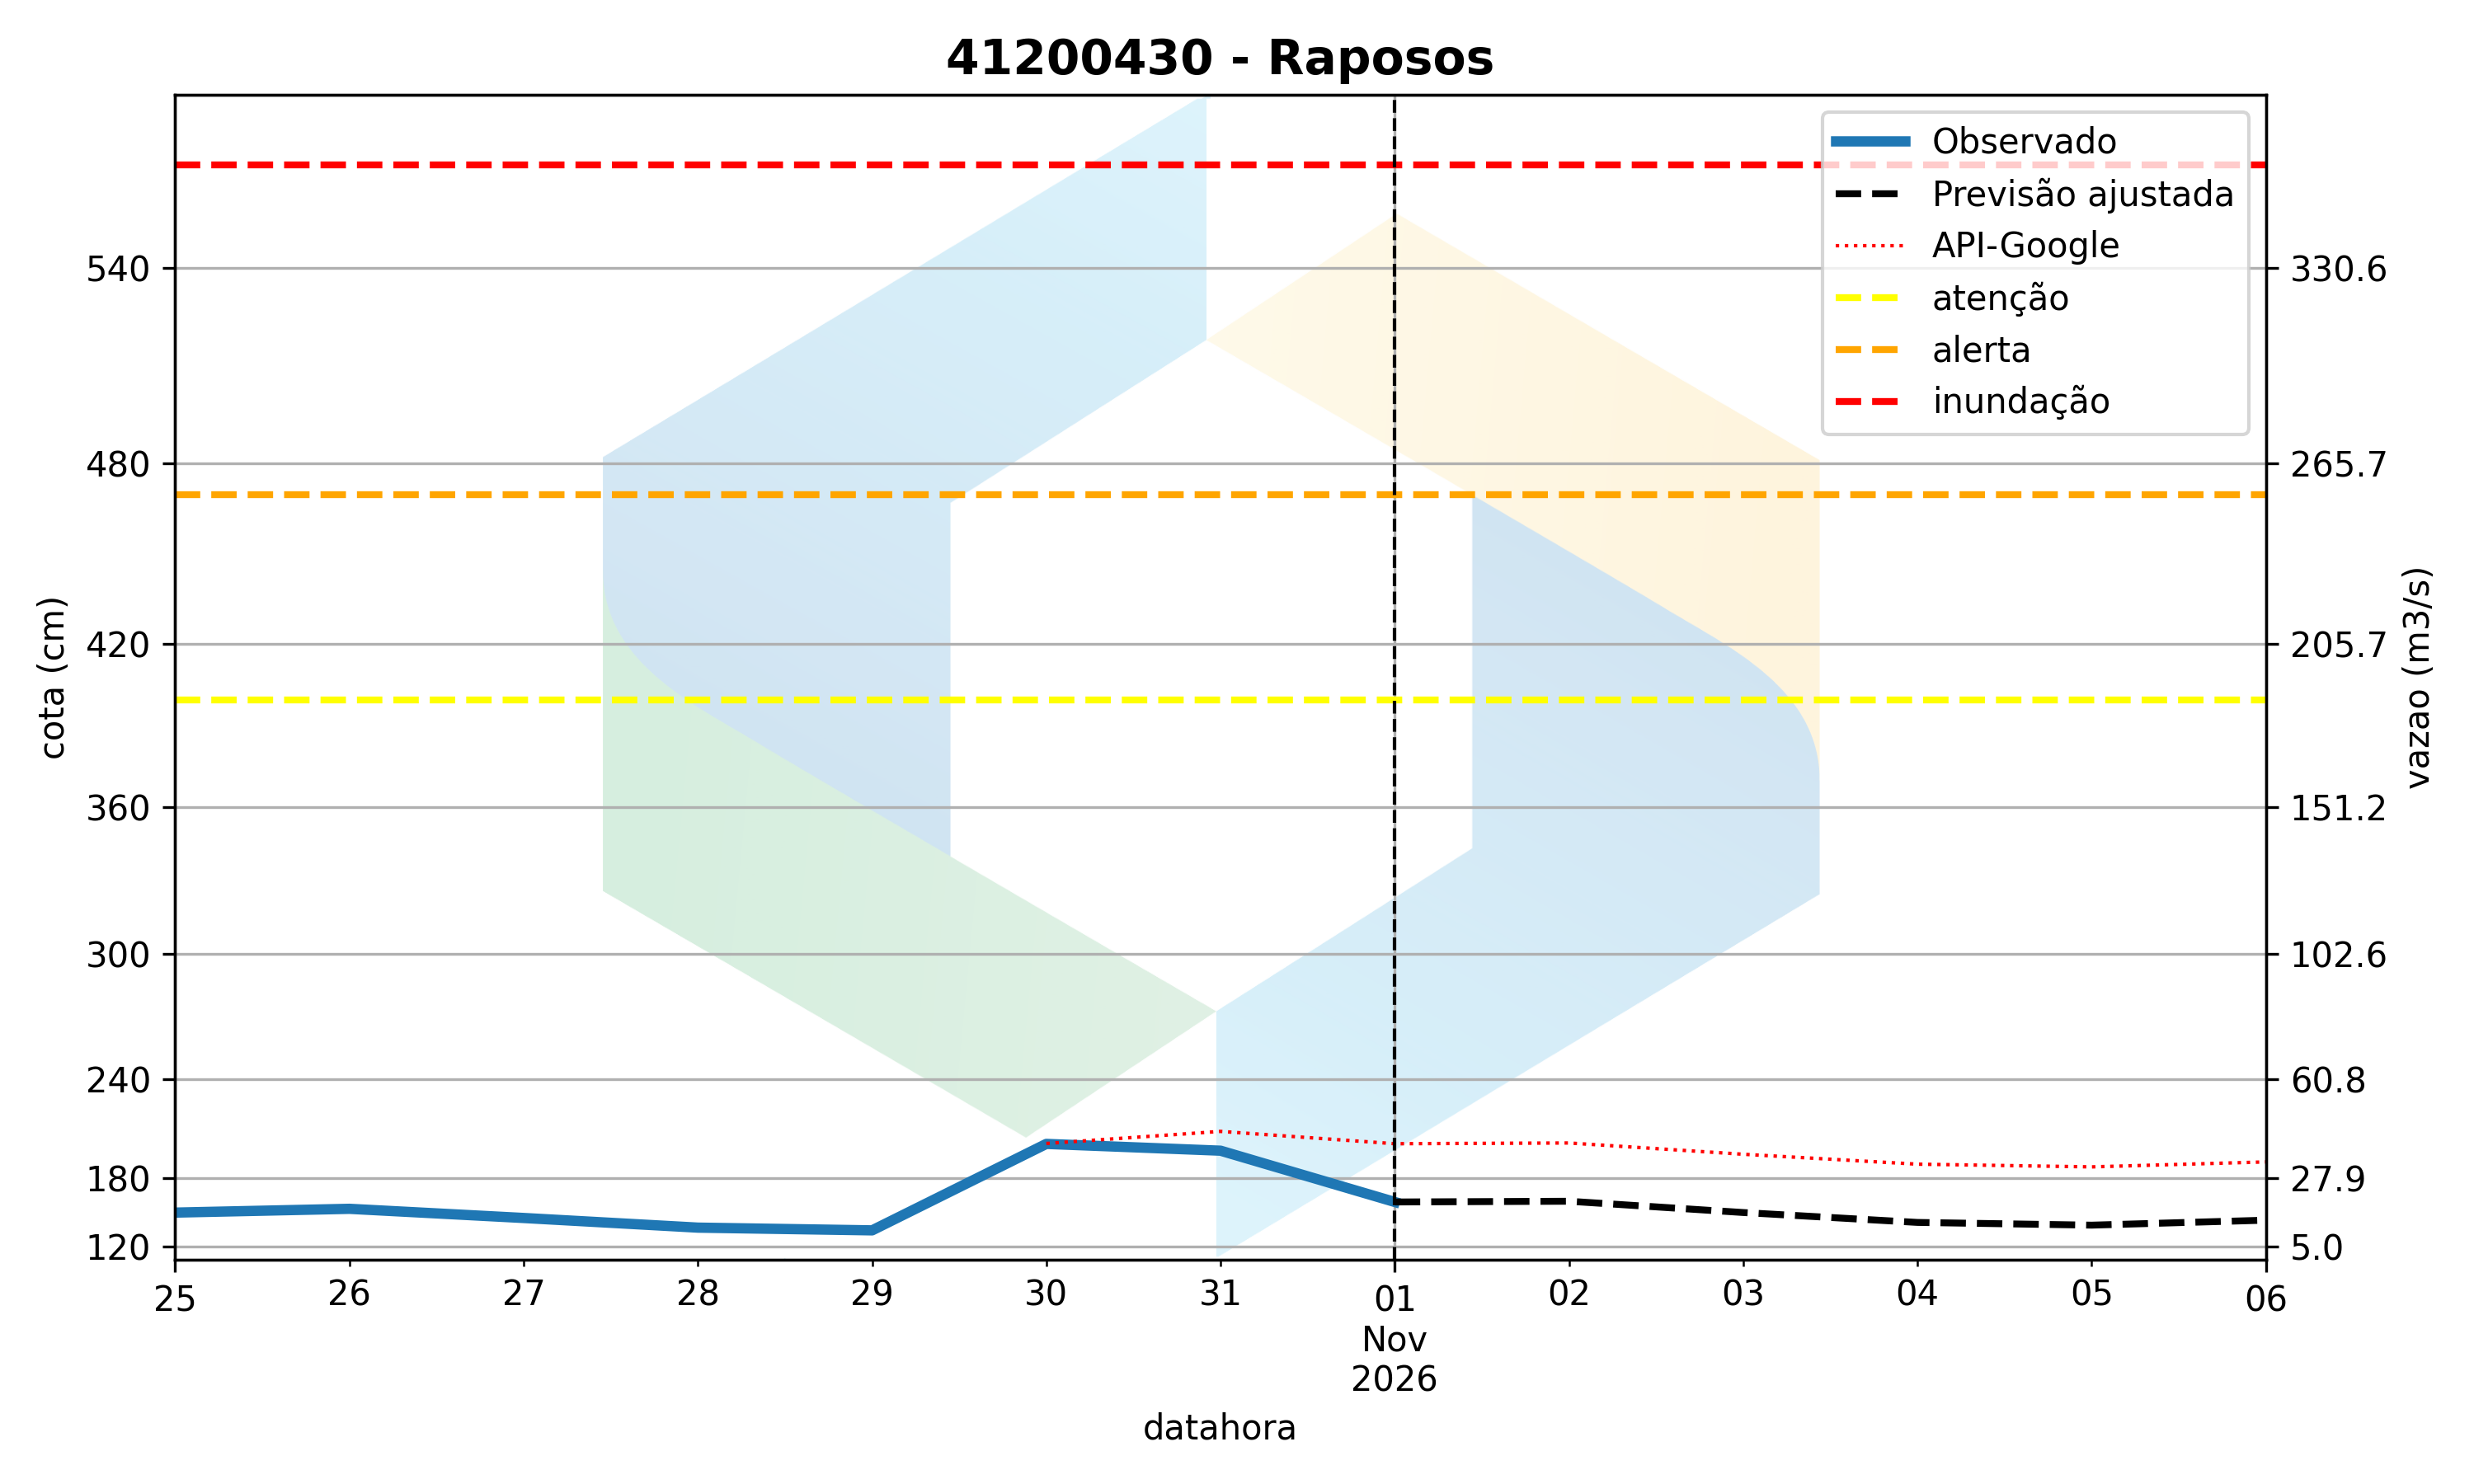 41200430 - Raposos
Observado
Previsão ajustada
API-Google
atenção
alerta
inundação
cota (cm)
540
480
420
360
300
240
180
120
vazao (m3/s)
330.6
265.7
205.7
151.2
102.6
60.8
27.9
5.0
25 26 27 28 29 30 31 01 02 03 04 05 06
Nov
2026
datahora